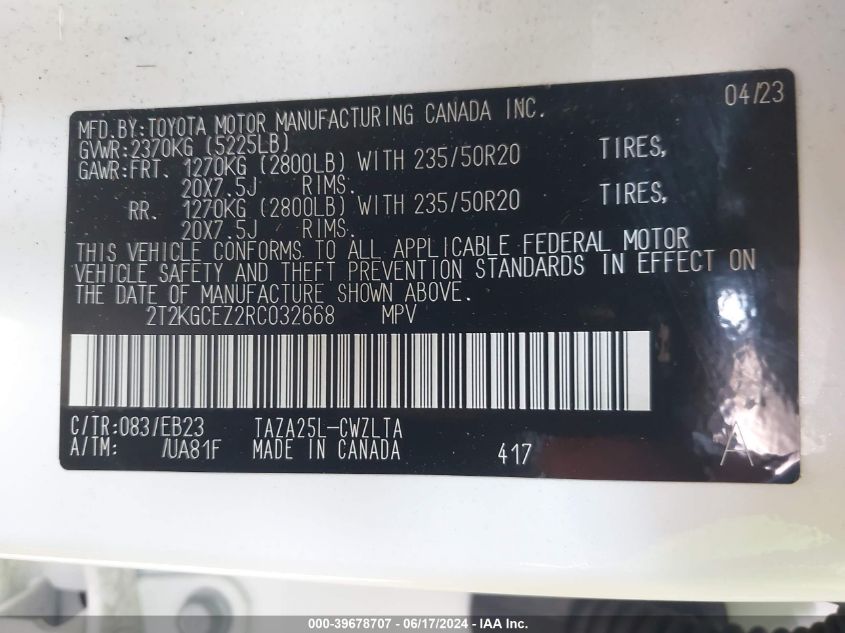 04/23
MFD.BY:TOYOTA MOTOR MANUFACTURING CANADA INC.
GVWR:2370KG (5225LB)
GAWR:FRT. 1270KG (2800LB) WITH 235/50R20 TIRES,
20X7.5J RIMS.
RR. 1270KG (2800LB) WITH 235/50R20 TIRES,
20X7.5J RIMS.
THIS VEHICLE CONFORMS TO ALL APPLICABLE FEDERAL MOTOR
VEHICLE SAFETY AND THEFT PREVENTION STANDARDS IN EFFECT ON
THE DATE OF MANUFACTURE SHOWN ABOVE.
2T2KGCEZ2RC032668 MPV
C/TR:083/EB23 TAZA25L-CWZLTA
A/TM: /UA81F MADE IN CANADA 417 A
000-39678707 - 06/17/2024 - IAA Inc.